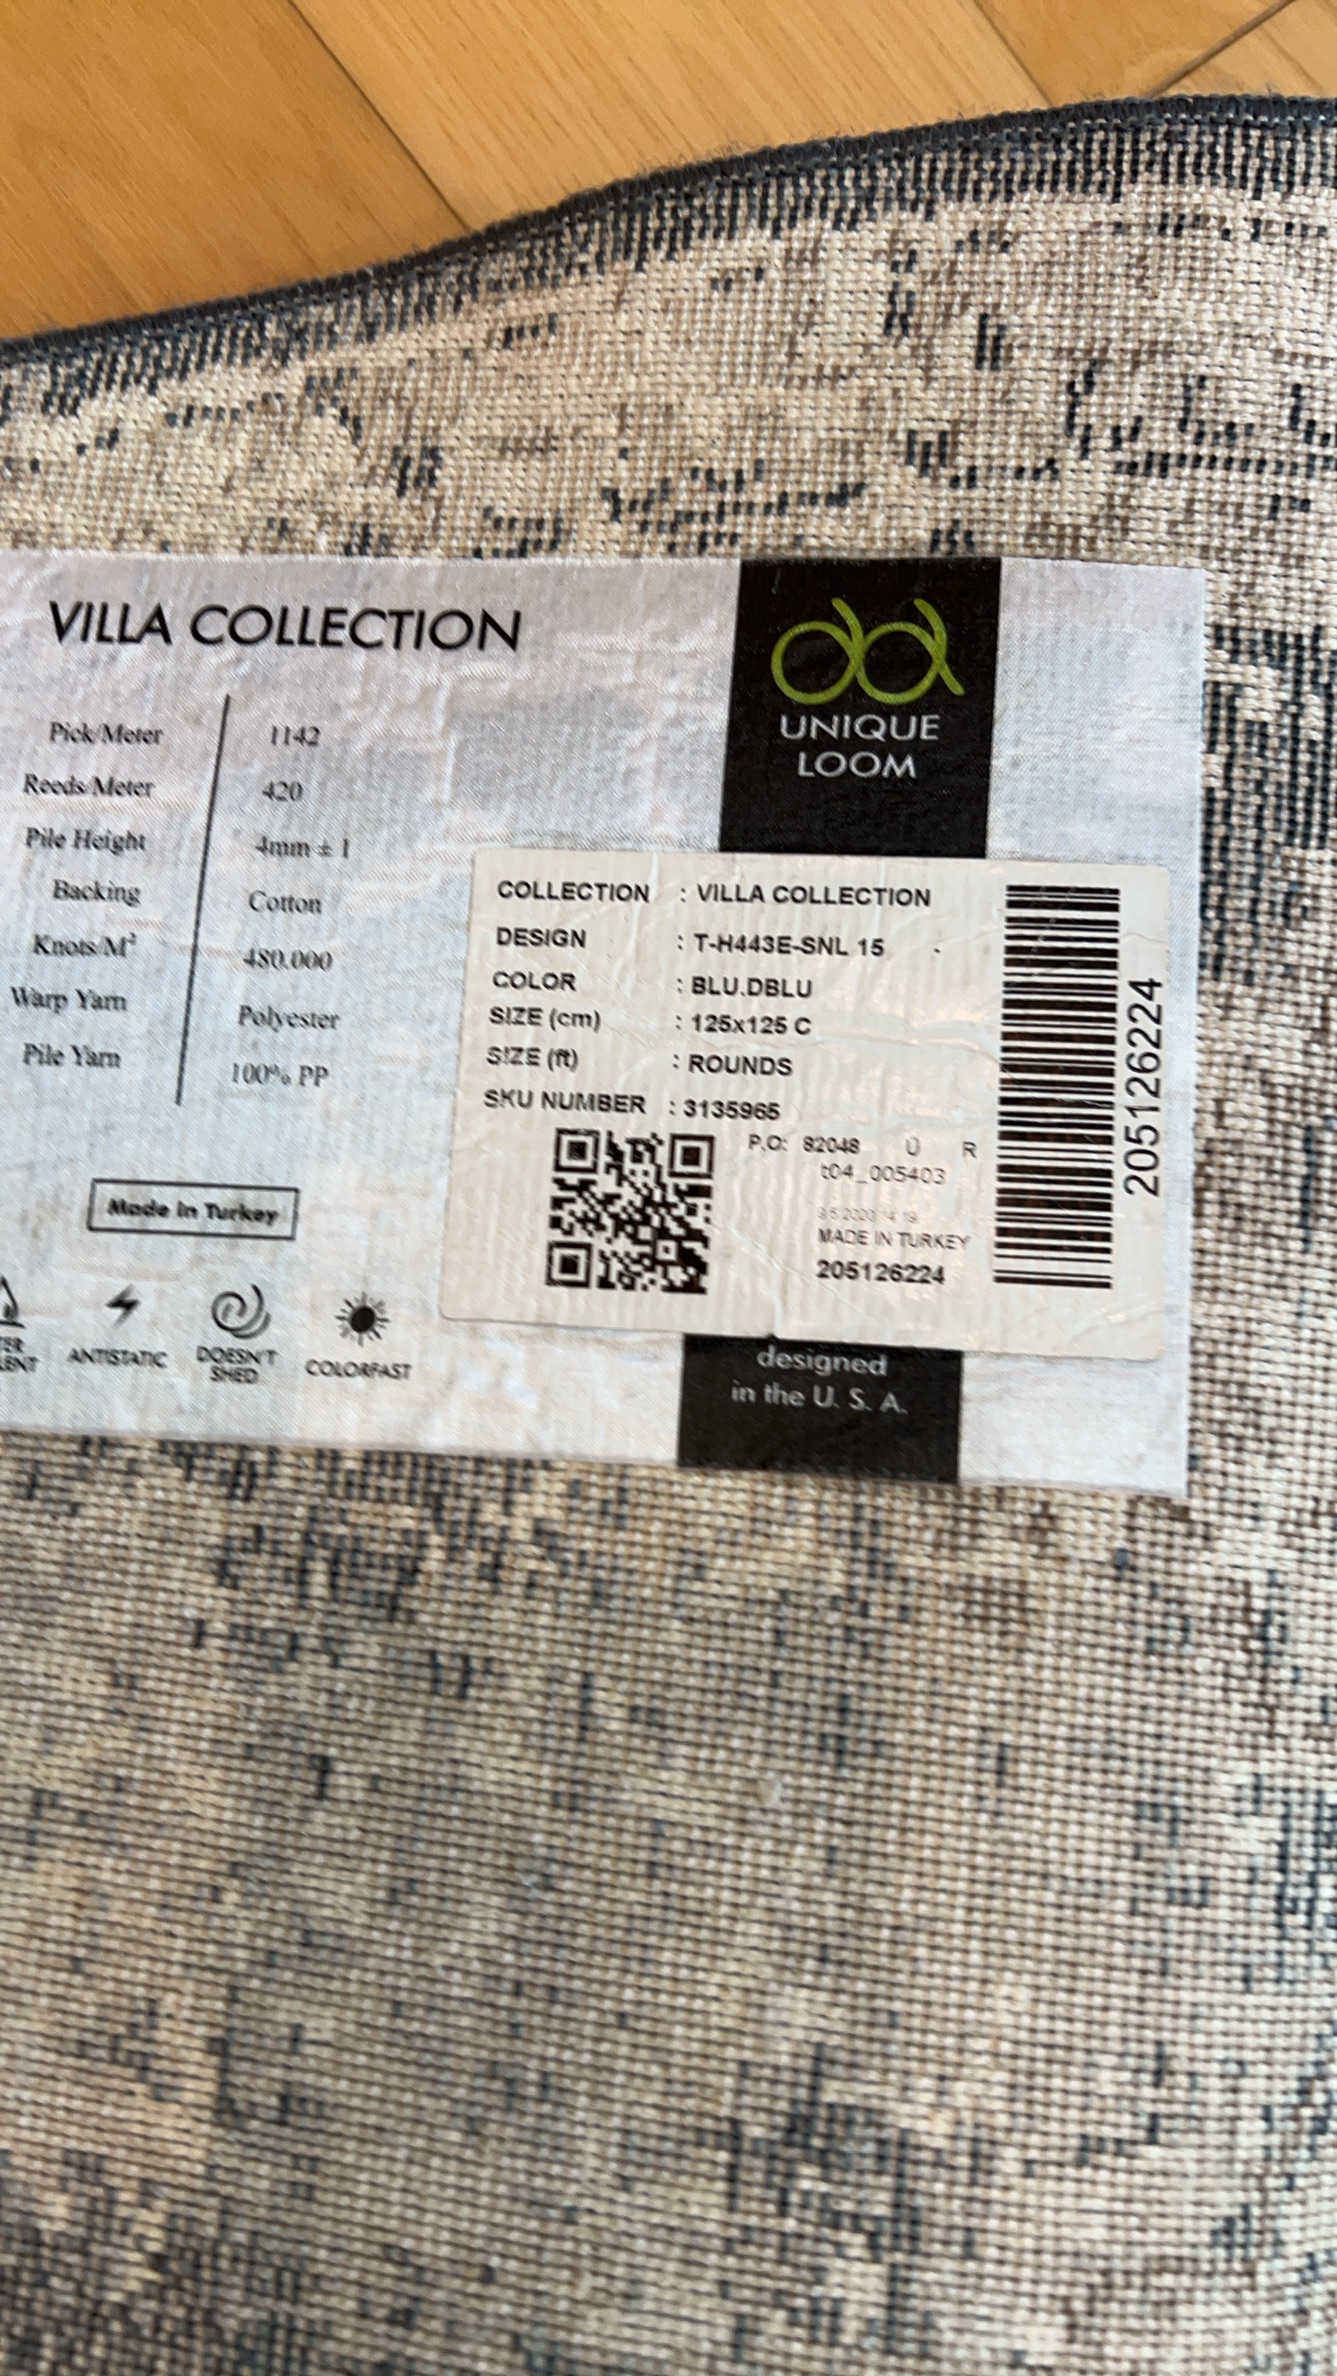 VILLA COLLECTION
UNIQUE
LOOM
Pick/Meter 1142
Reeds/Meter 420
Pile Height 4mm ± 1
Backing Cotton
Knots/M² 480.000
Warp Yarn Polyester
Pile Yarn 100% PP
Made in Turkey
ANTISTATIC
DOESN'T
SHED
COLORFAST
COLLECTION : VILLA COLLECTION
DESIGN : T-H443E-SNL 15
COLOR : BLU.DBLU
SIZE (cm) : 125x125 C
SIZE (ft) : ROUNDS
SKU NUMBER : 3135965
P.O: 82048 U R
t04_005403
MADE IN TURKEY
205126224
205126224
designed
in the U. S. A.